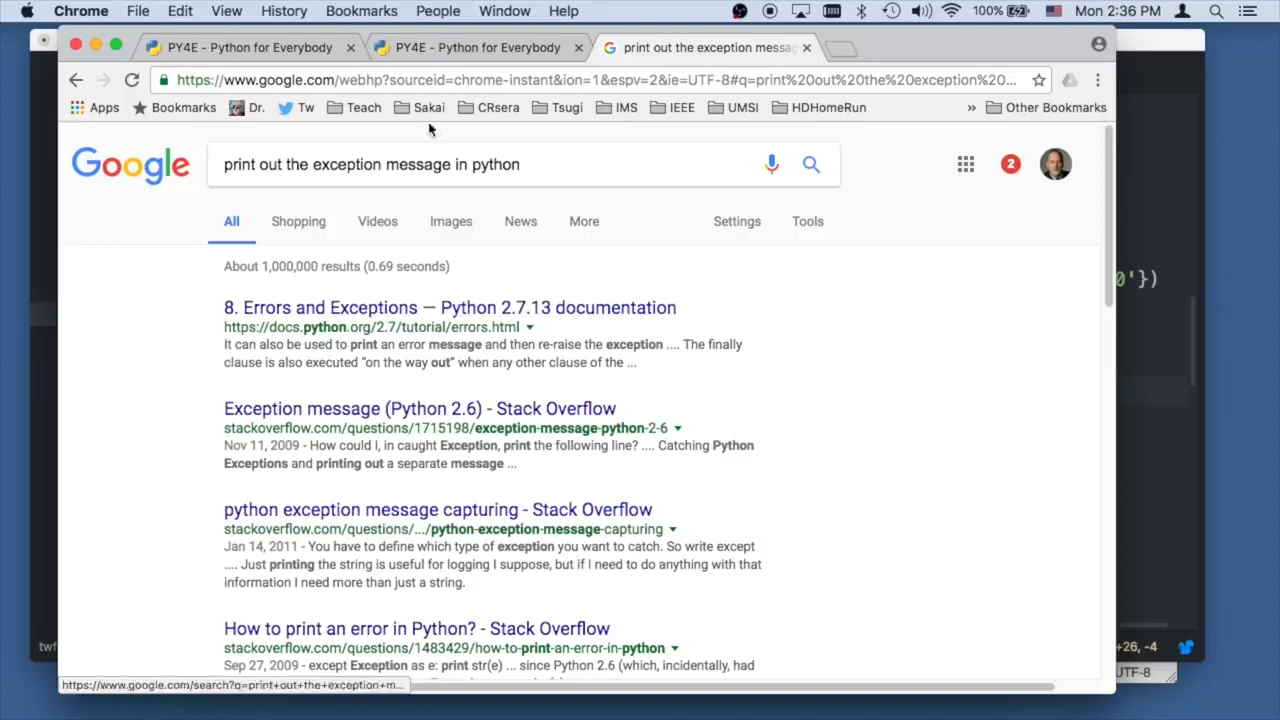 Chrome File Edit View History Bookmarks People Window Help 100% Mon 2:36 PM
PY4E - Python for Everybody PY4E - Python for Everybody print out the exception messag
https://www.google.com/webhp?sourceid=chrome-instant&ion=1&espv=2&ie=UTF-8#q=print%20out%20the%20exception%20...
Apps Bookmarks Dr. Tw Teach Sakai CRsera Tsugi IMS IEEE UMSI HDHomeRun » Other Bookmarks
Google print out the exception message in python 2
All Shopping Videos Images News More Settings Tools
About 1,000,000 results (0.69 seconds)
0'})
8. Errors and Exceptions — Python 2.7.13 documentation
https://docs.python.org/2.7/tutorial/errors.html
It can also be used to print an error message and then re-raise the exception .... The finally
clause is also executed “on the way out” when any other clause of the ...
Exception message (Python 2.6) - Stack Overflow
stackoverflow.com/questions/1715198/exception-message-python-2-6
Nov 11, 2009 - How could I, in caught Exception, print the following line? .... Catching Python
Exceptions and printing out a separate message ...
python exception message capturing - Stack Overflow
stackoverflow.com/questions/.../python-exception-message-capturing
Jan 14, 2011 - You have to define which type of exception you want to catch. So write except
.... Just printing the string is useful for logging I suppose, but if I need to do anything with that
information I need more than just a string.
How to print an error in Python? - Stack Overflow
stackoverflow.com/questions/1483429/how-to-print-an-error-in-python
twf +26, -4
Sep 27, 2009 - except Exception as e: print str(e) ... since Python 2.6 (which, incidentally, had
UTF-8
https://www.google.com/search?q=print+out+the+exception+m...